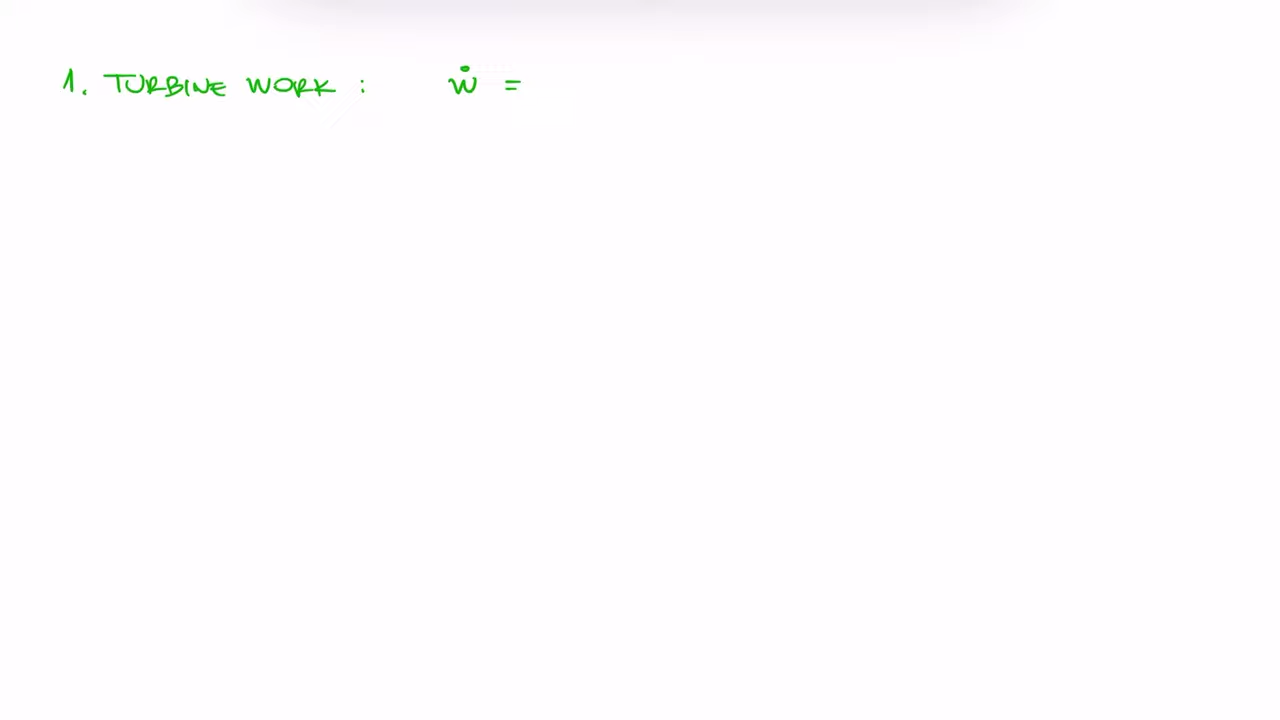 1. TURBINE WORK : ẇ =